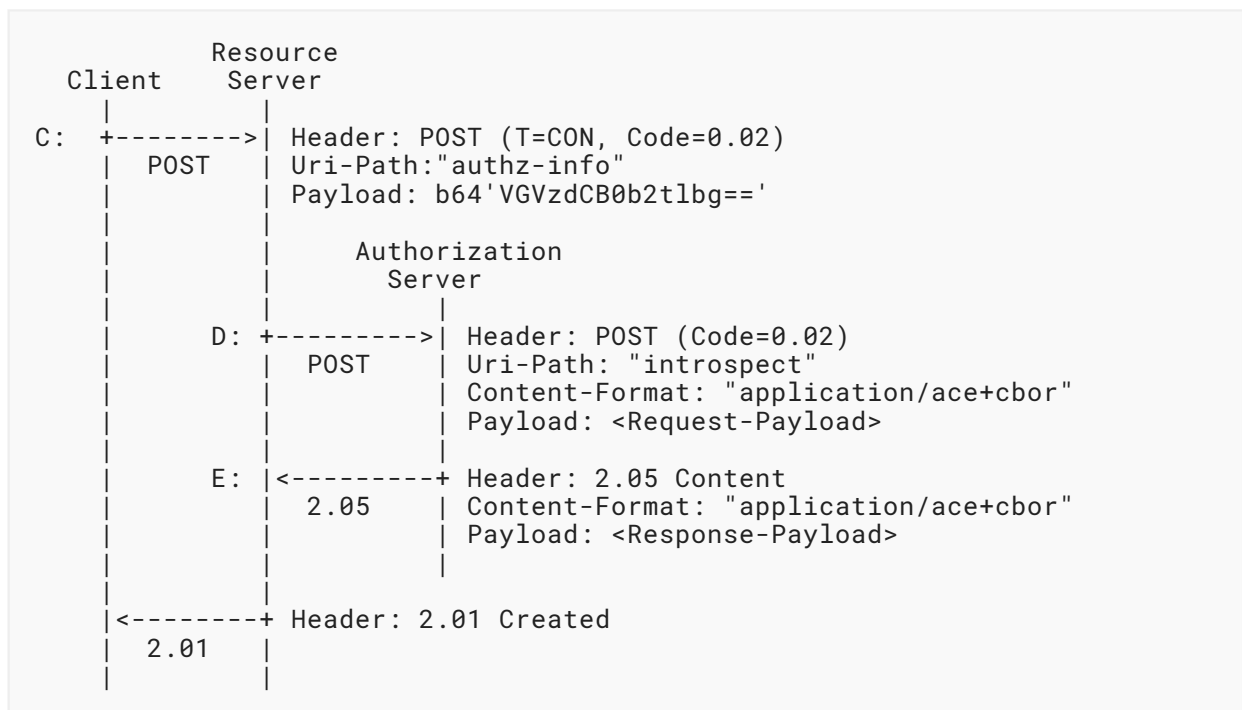 Resource
Client Server
| |
C: +-------->| Header: POST (T=CON, Code=0.02)
| POST | Uri-Path:"authz-info"
| | Payload: b64'VGVzdCB0b2tlbg=='
| |
| | Authorization
| | Server
| | |
| D: +--------->| Header: POST (Code=0.02)
| | POST | Uri-Path: "introspect"
| | | Content-Format: "application/ace+cbor"
| | | Payload: <Request-Payload>
| | |
| E: |<---------+ Header: 2.05 Content
| | 2.05 | Content-Format: "application/ace+cbor"
| | | Payload: <Response-Payload>
| | |
| |
|<--------+ Header: 2.01 Created
| 2.01 |
| |